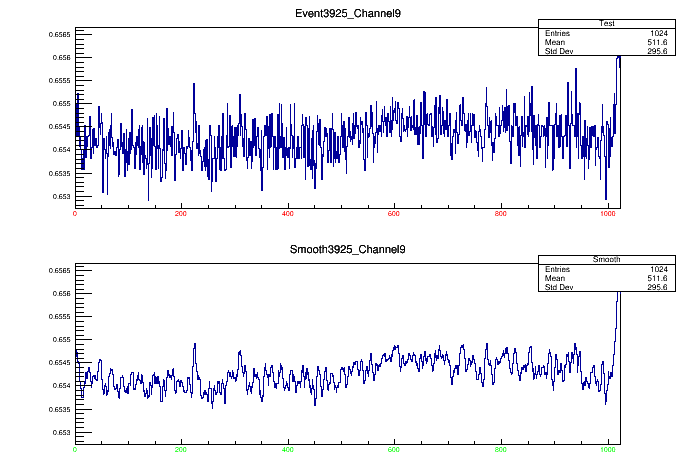 Event3925_Channel9
Test
Entries 1024
Mean 511.6
Std Dev 295.6
0.6565
0.656
0.6555
0.655
0.6545
0.654
0.6535
0.653
0 200 400 600 800 1000
Smooth3925_Channel9
Smooth
Entries 1024
Mean 511.6
Std Dev 295.6
0.6565
0.656
0.6555
0.655
0.6545
0.654
0.6535
0.653
0 200 400 600 800 1000